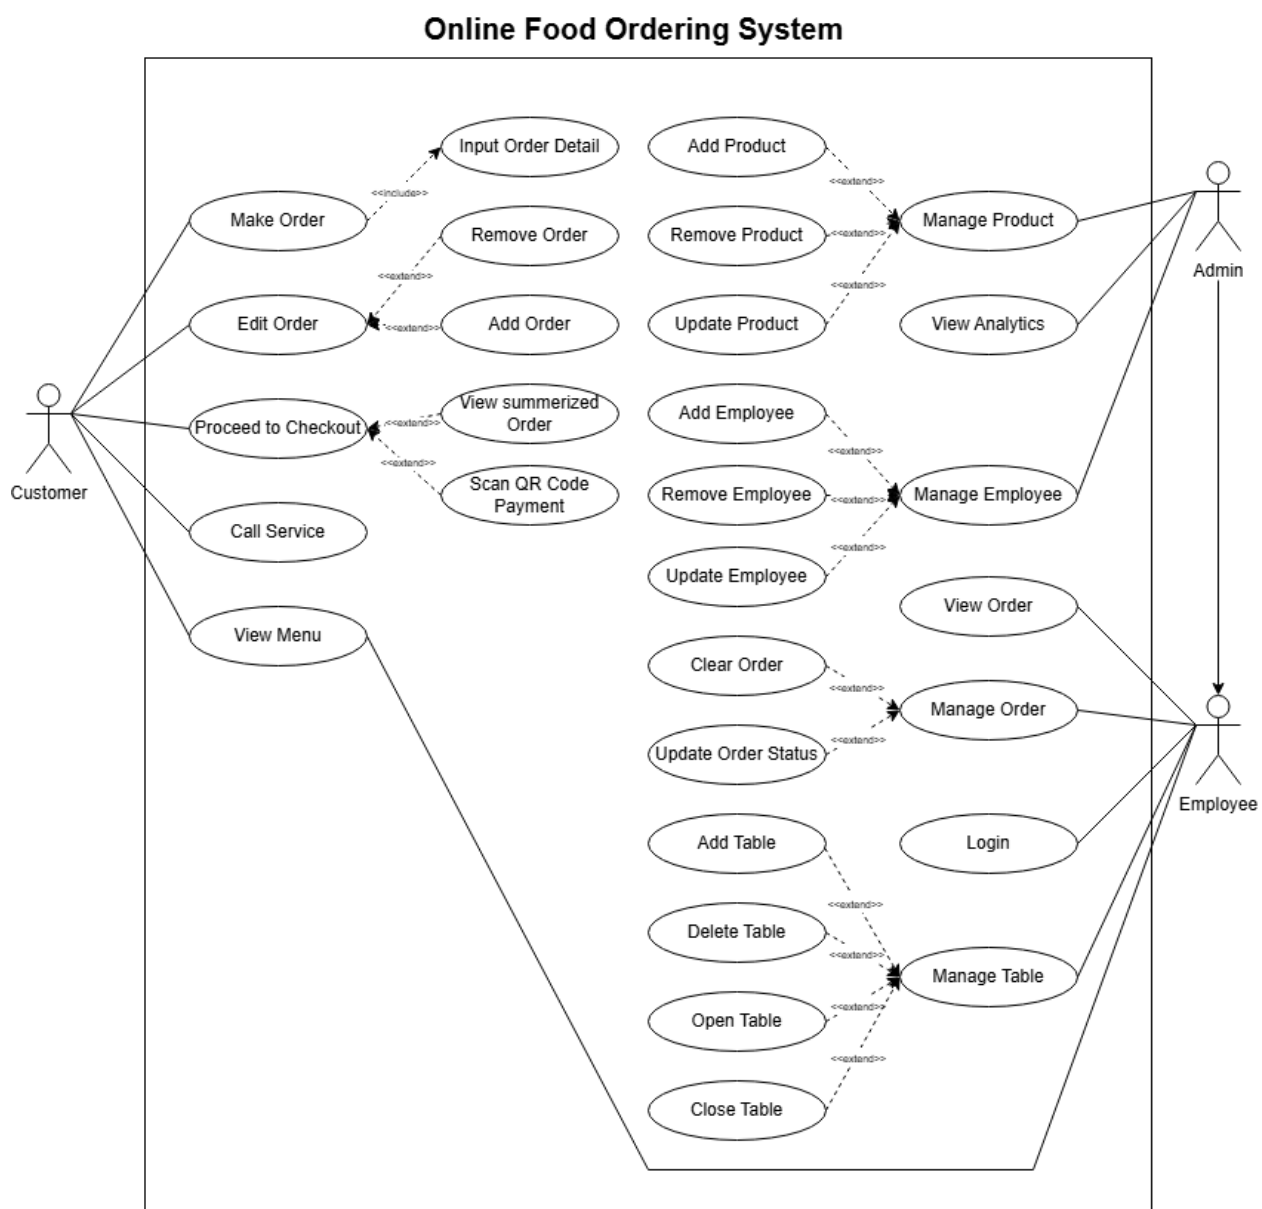 Online Food Ordering System
Input Order Detail
Add Product
<<include>>
<<extend>>
Make Order
Manage Product
Remove Order
Remove Product
<<extend>>
Admin
<<extend>>
<<extend>>
Edit Order
<<extend>>
Add Order
Update Product
View Analytics
View summerized
Order
Add Employee
<<extend>>
Proceed to Checkout
<<extend>>
<<extend>>
Customer
Scan QR Code
Payment
Remove Employee
<<extend>>
Manage Employee
Call Service
<<extend>>
Update Employee
View Order
View Menu
Clear Order
<<extend>>
Manage Order
<<extend>>
Update Order Status
Employee
Add Table
Login
<<extend>>
Delete Table
<<extend>>
Manage Table
<<extend>>
Open Table
<<extend>>
Close Table